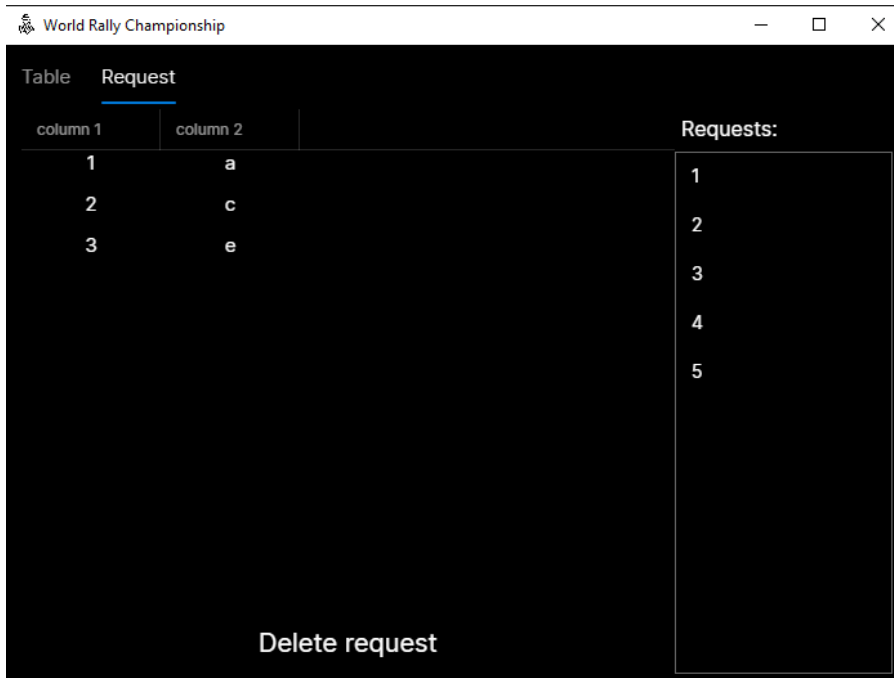 World Rally Championship
Table Request
column 1 column 2
Requests:
1 a
2 c
3 e
1
2
3
4
5
Delete request